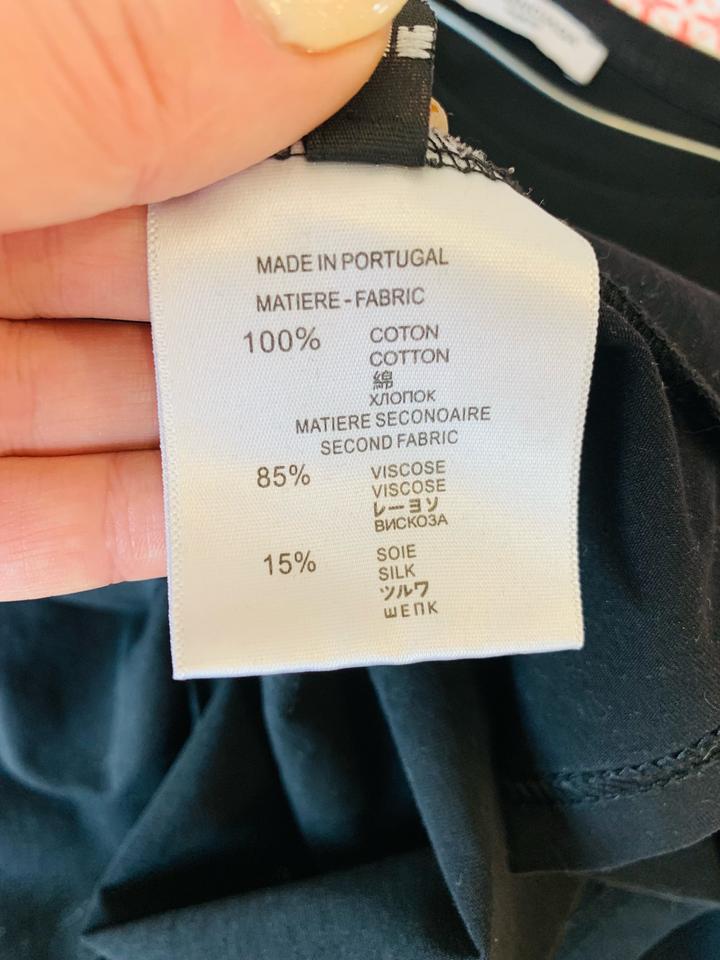 M
MADE IN PORTUGAL
MATIERE - FABRIC
100% COTON
COTTON
綿
ХЛОПОК
MATIERE SECONOAIRE
SECOND FABRIC
85% VISCOSE
VISCOSE
レーヨソ
ВИСКОЗА
15% SOIE
SILK
ツルワ
ШЕПК